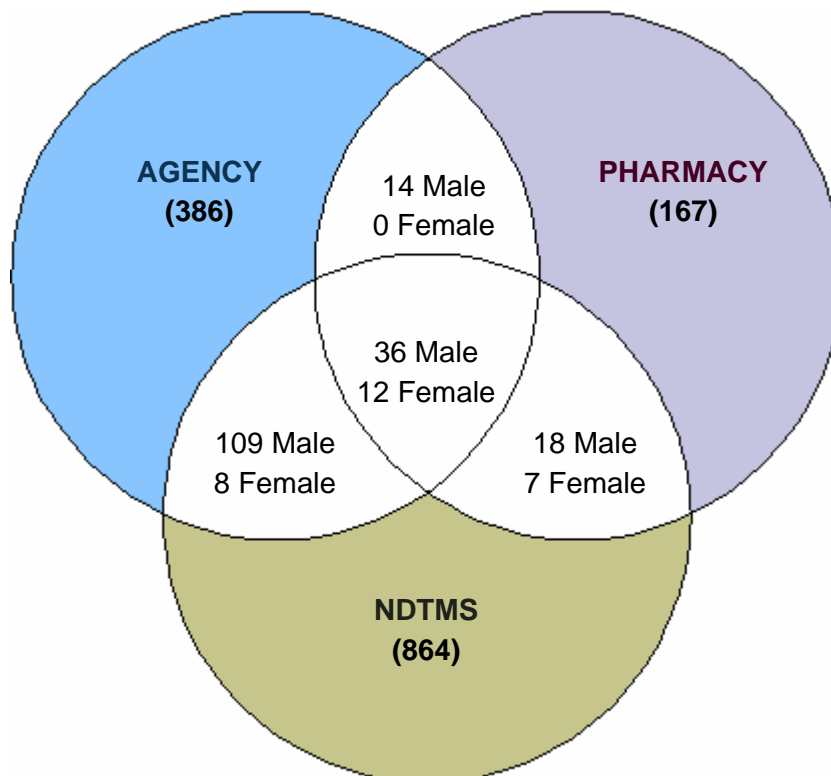 AGENCY
(386)
14 Male
0 Female
PHARMACY
(167)
36 Male
12 Female
109 Male
8 Female
18 Male
7 Female
NDTMS
(864)